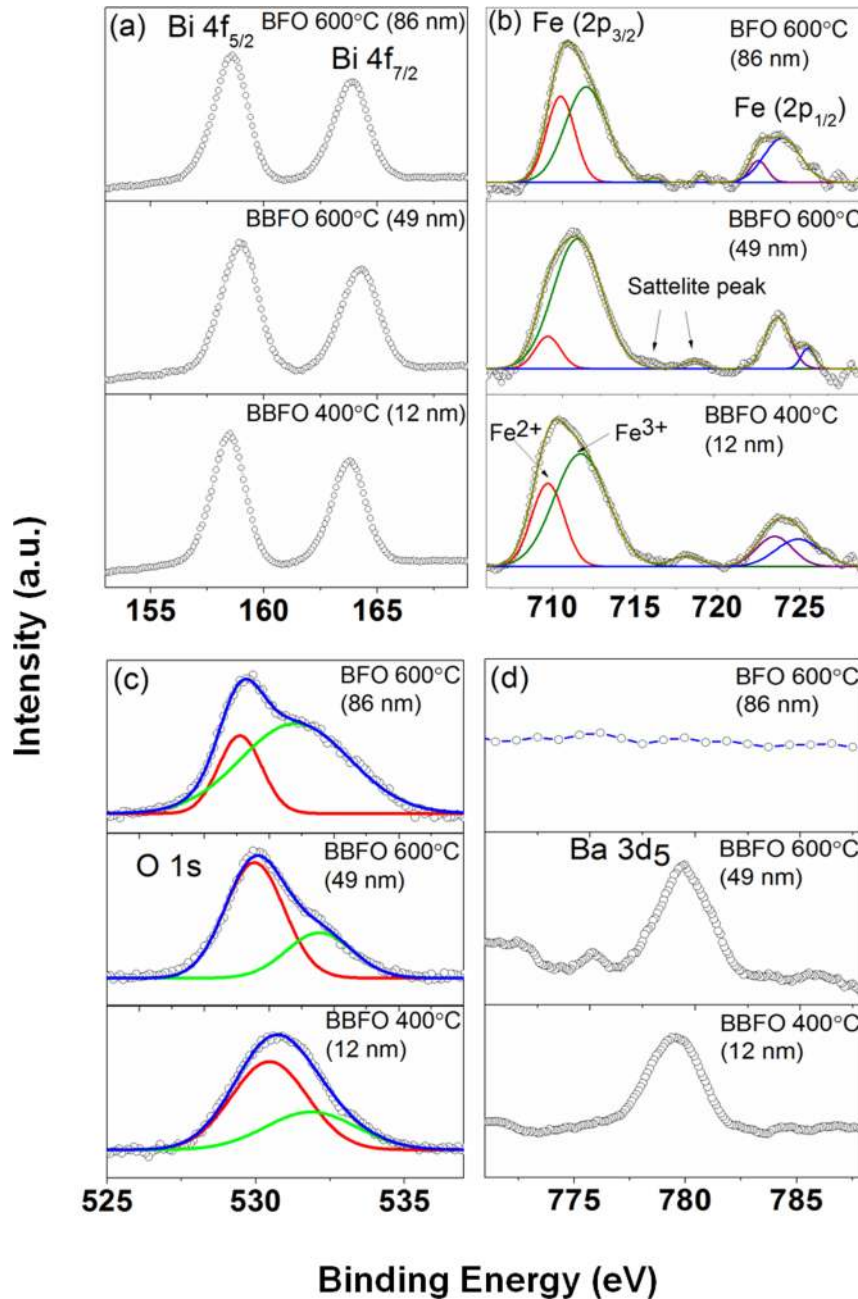 (a)
BFO 600°C (86 nm)
Bi 4f5/2
Bi 4f7/2
BBFO 600°C (49 nm)
BBFO 400°C (12 nm)
155 160 165
(b)
Fe (2p3/2)
BFO 600°C
(86 nm)
Fe (2p1/2)
BBFO 600°C
(49 nm)
Sattelite peak
BBFO 400°C
(12 nm)
Fe2+
Fe3+
710 715 720 725
(c)
BFO 600°C
(86 nm)
O 1s
BBFO 600°C
(49 nm)
BBFO 400°C
(12 nm)
525 530 535
(d)
BFO 600°C
(86 nm)
Ba 3d5
BBFO 600°C
(49 nm)
BBFO 400°C
(12 nm)
775 780 785
Intensity (a.u.)
Binding Energy (eV)